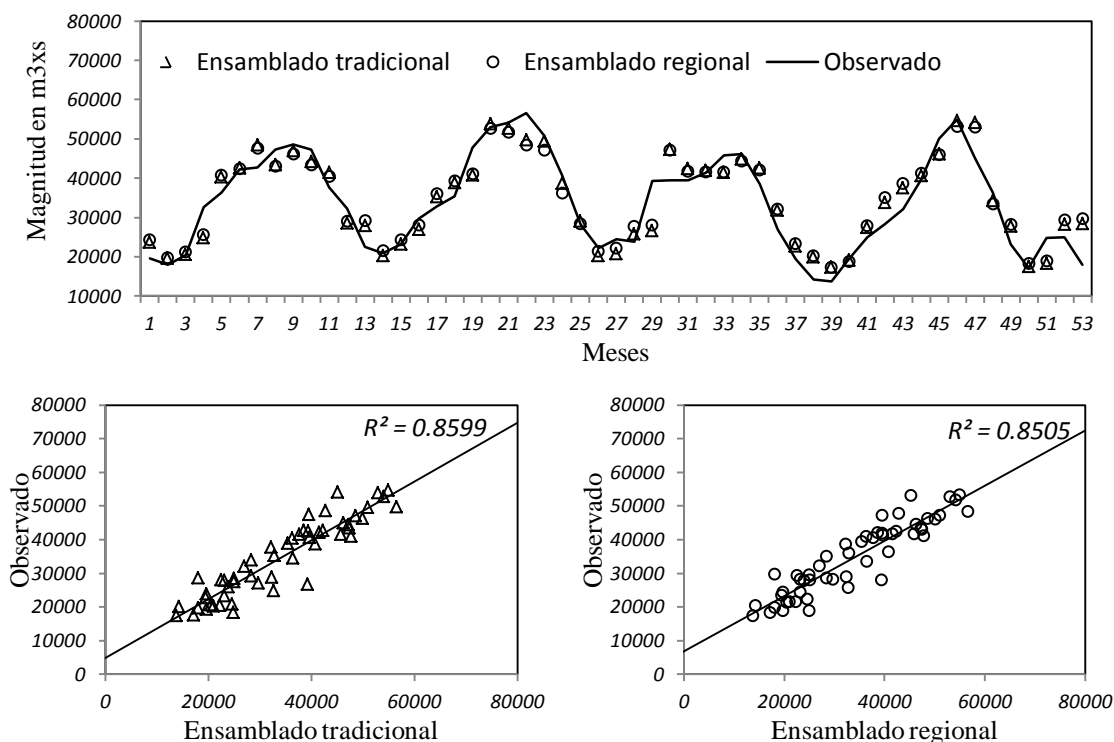 80000
70000
60000
50000
40000
30000
20000
10000
Magnitud en m3xs
Ensamblado tradicional Ensamblado regional Observado
1 3 5 7 9 11 13 15 17 19 21 23 25 27 29 31 33 35 37 39 41 43 45 47 49 51 53
Meses
80000
70000
60000
50000
40000
30000
20000
10000
0
Observado
R² = 0.8599
0 20000 40000 60000 80000
Ensamblado tradicional
80000
70000
60000
50000
40000
30000
20000
10000
0
Observado
R² = 0.8505
0 20000 40000 60000 80000
Ensamblado regional